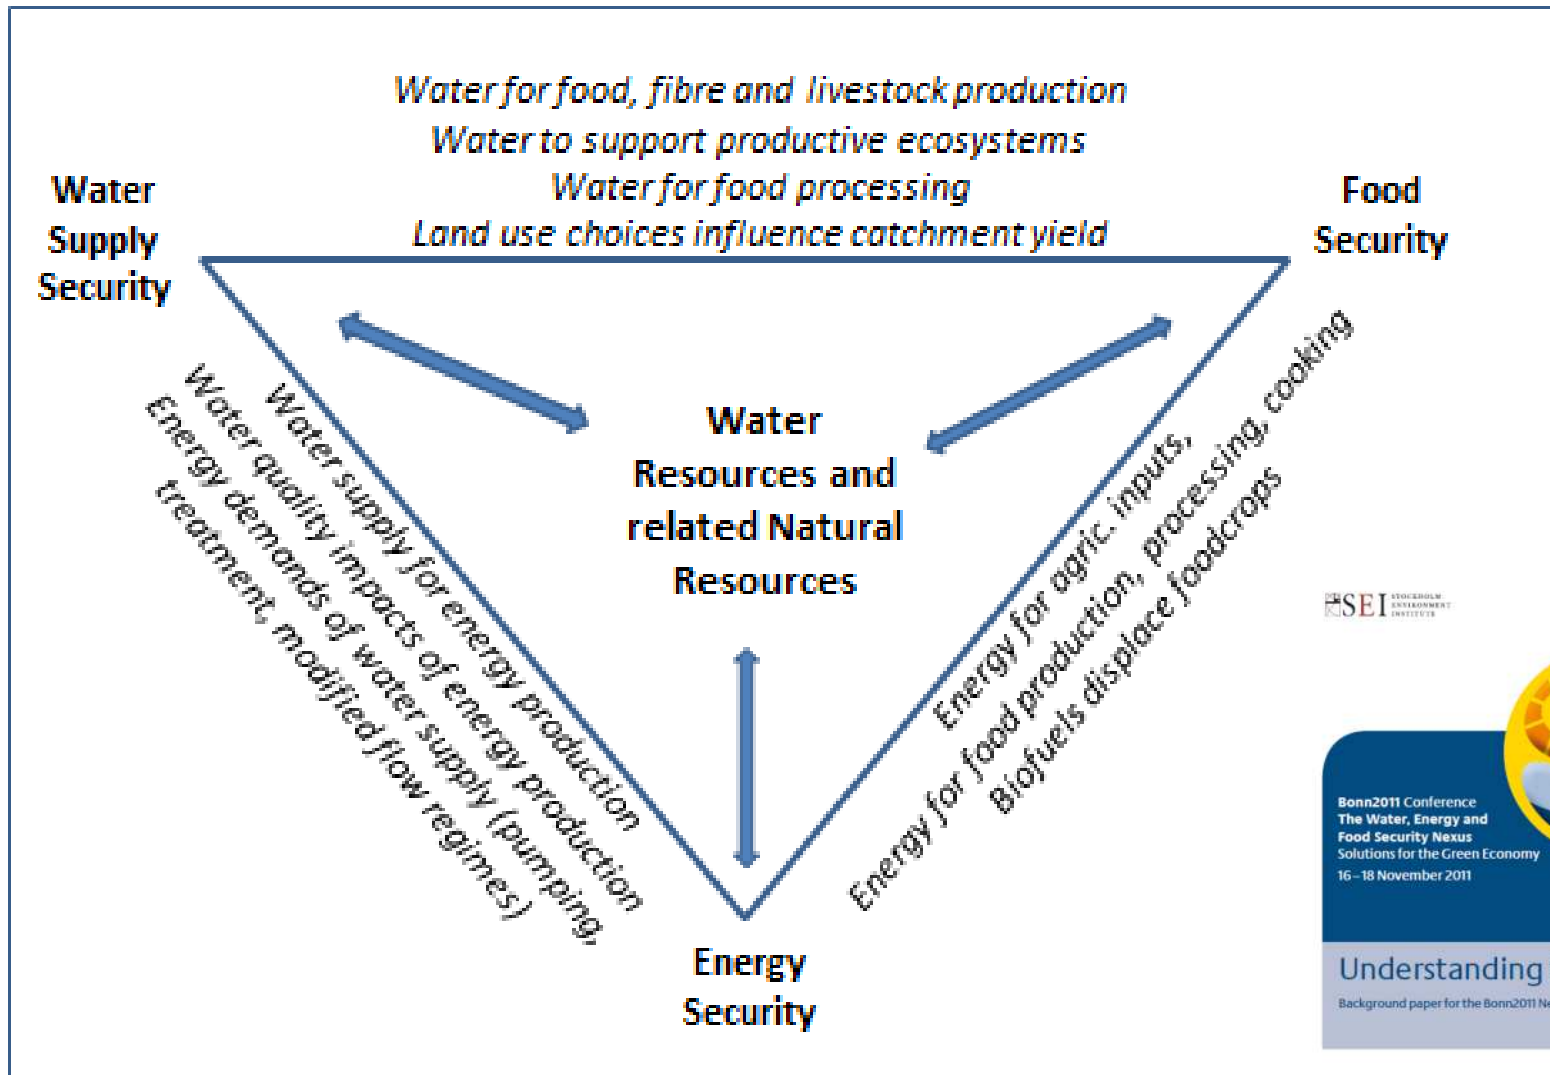 Water for food, fibre and livestock production
Water to support productive ecosystems
Water for food processing
Land use choices influence catchment yield
Water
Supply
Security
Food
Security
Water
Resources and
related Natural
Resources
Water supply for energy production
Water quality impacts of energy production
Energy demands of water supply (pumping,
treatment, modified flow regimes)
Energy for agric. inputs,
Energy for food production, processing, cooking
Biofuels displace foodcrops
Energy
Security
SEI
STOCKHOLM
ENVIRONMENT
INSTITUTE
Bonn2011 Conference
The Water, Energy and
Food Security Nexus
Solutions for the Green Economy
16–18 November 2011
Understanding
Background paper for the Bonn2011 Ne